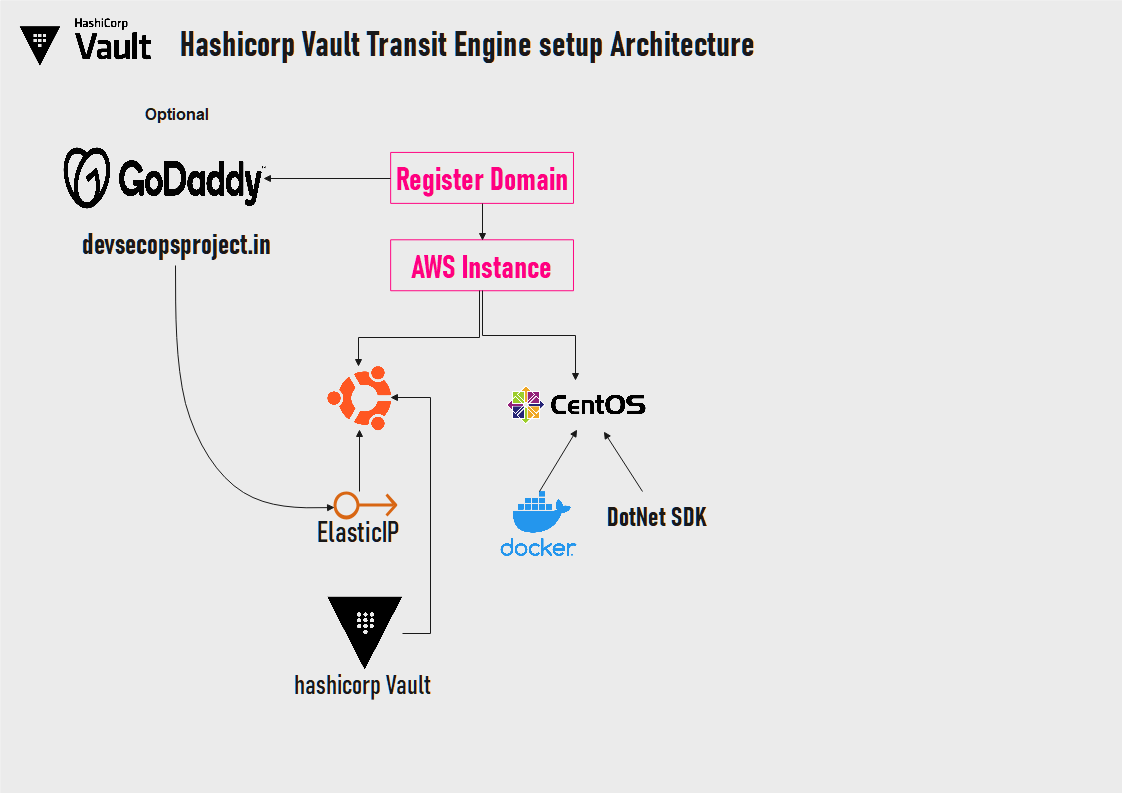 HashiCorp
Vault
Hashicorp Vault Transit Engine setup Architecture
Optional
GoDaddy™
Register Domain
devsecopsproject.in
AWS Instance
CentOS
ElasticIP
docker
DotNet SDK
hashicorp Vault